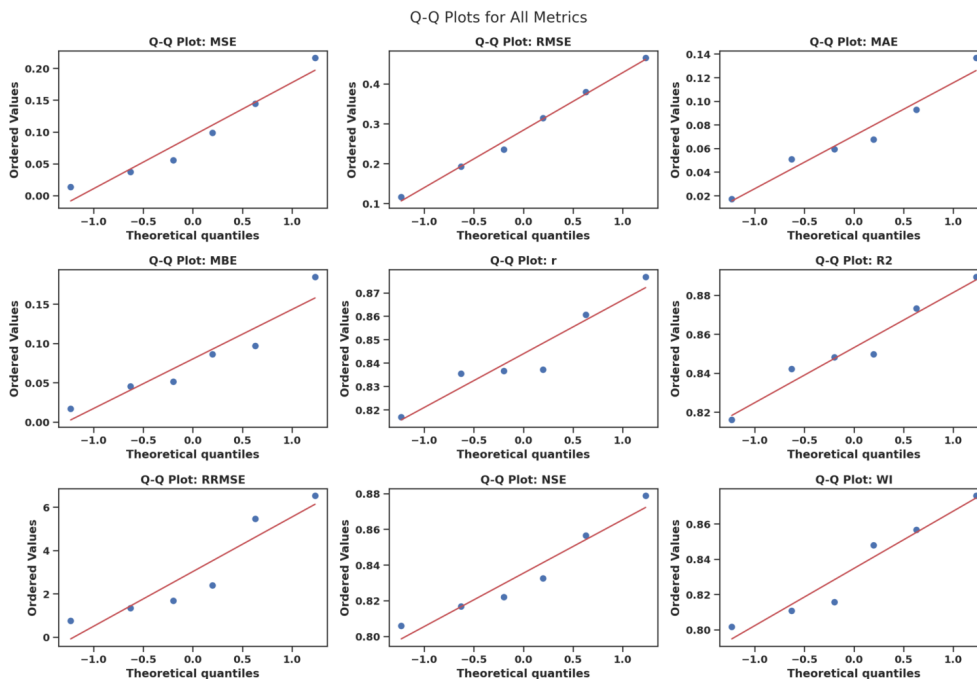 Q-Q Plots for All Metrics
Q-Q Plot: MSE
Ordered Values
0.20
0.15
0.10
0.05
0.00
−1.0 −0.5 0.0 0.5 1.0
Theoretical quantiles
Q-Q Plot: RMSE
Ordered Values
0.4
0.3
0.2
0.1
−1.0 −0.5 0.0 0.5 1.0
Theoretical quantiles
Q-Q Plot: MAE
Ordered Values
0.14
0.12
0.10
0.08
0.06
0.04
0.02
−1.0 −0.5 0.0 0.5 1.0
Theoretical quantiles
Q-Q Plot: MBE
Ordered Values
0.15
0.10
0.05
0.00
−1.0 −0.5 0.0 0.5 1.0
Theoretical quantiles
Q-Q Plot: r
Ordered Values
0.87
0.86
0.85
0.84
0.83
0.82
−1.0 −0.5 0.0 0.5 1.0
Theoretical quantiles
Q-Q Plot: R2
Ordered Values
0.88
0.86
0.84
0.82
−1.0 −0.5 0.0 0.5 1.0
Theoretical quantiles
Q-Q Plot: RRMSE
Ordered Values
6
4
2
0
−1.0 −0.5 0.0 0.5 1.0
Theoretical quantiles
Q-Q Plot: NSE
Ordered Values
0.88
0.86
0.84
0.82
0.80
−1.0 −0.5 0.0 0.5 1.0
Theoretical quantiles
Q-Q Plot: WI
Ordered Values
0.86
0.84
0.82
0.80
−1.0 −0.5 0.0 0.5 1.0
Theoretical quantiles